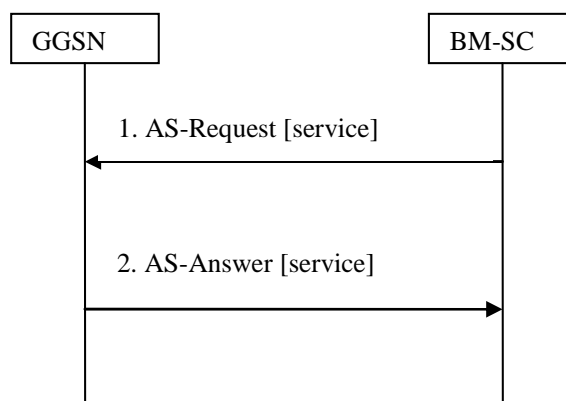 GGSN
BM-SC
1. AS-Request [service]
2. AS-Answer [service]